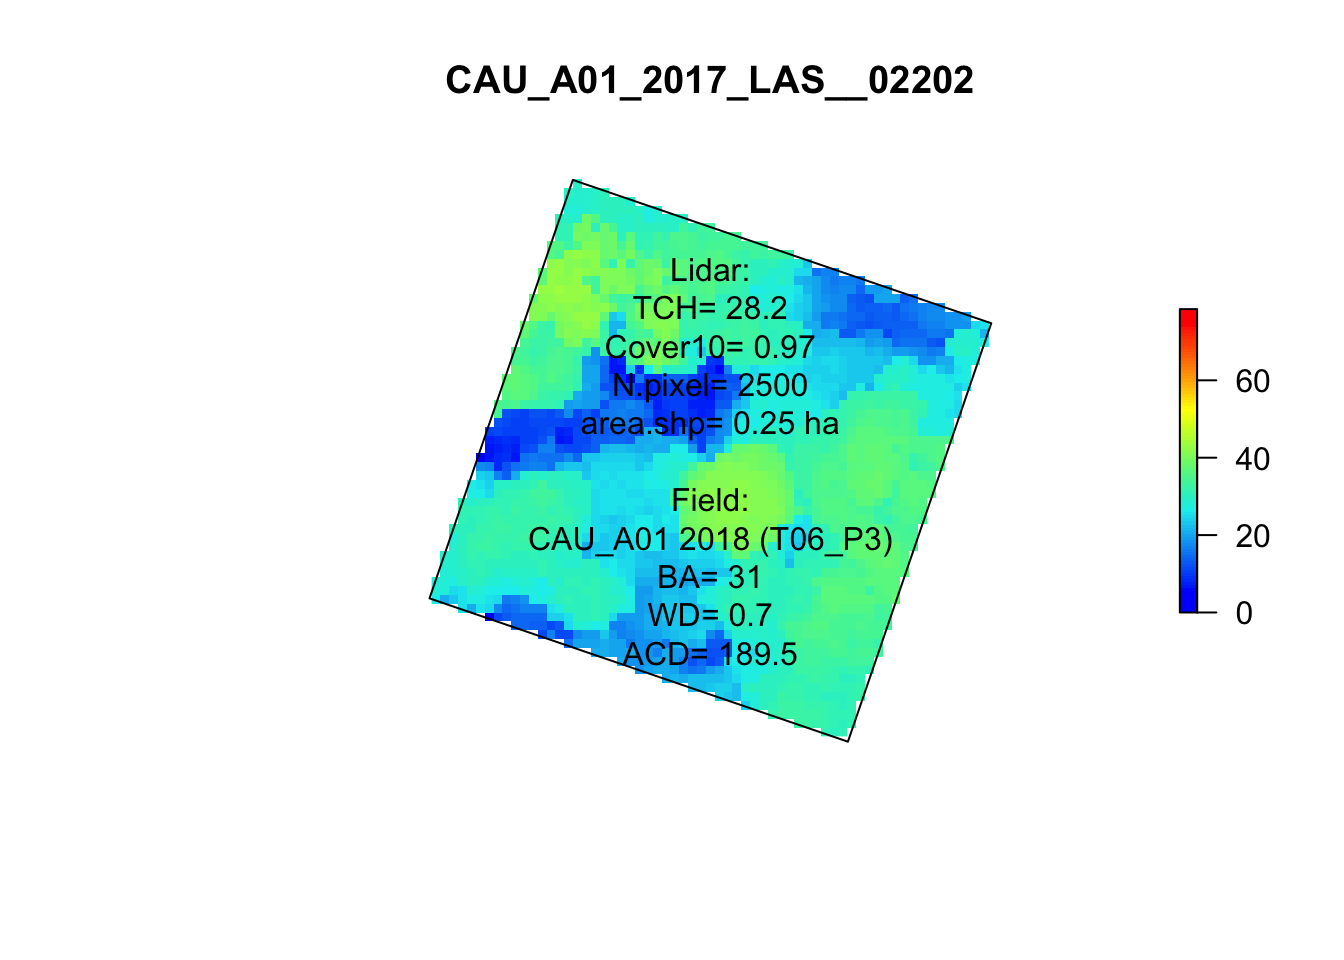 CAU_A01_2017_LAS__02202
Lidar:
TCH= 28.2
Cover10= 0.97
N.pixel= 2500
area.shp= 0.25 ha
Field:
CAU_A01 2018 (T06_P3)
BA= 31
WD= 0.7
ACD= 189.5
60
40
20
0